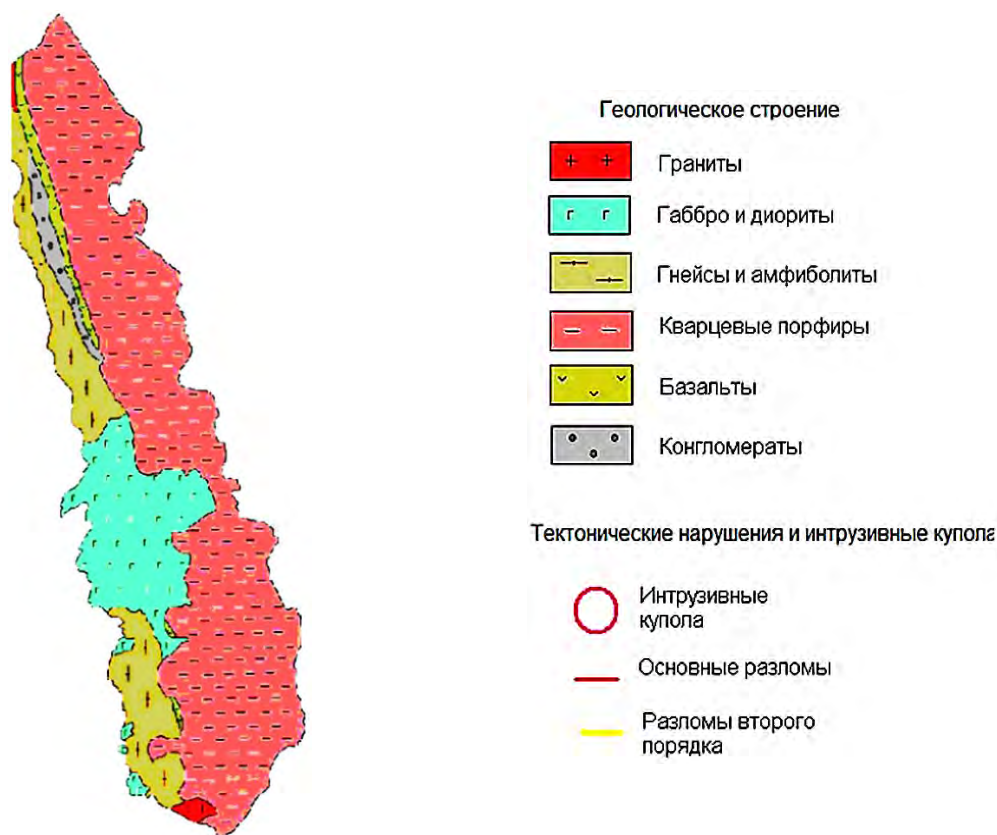 Геологическое строение
Граниты
Габбро и диориты
Гнейсы и амфиболиты
Кварцевые порфиры
Базальты
Конгломераты
Тектонические нарушения и интрузивные купола
Интрузивные
купола
Основные разломы
Разломы второго
порядка